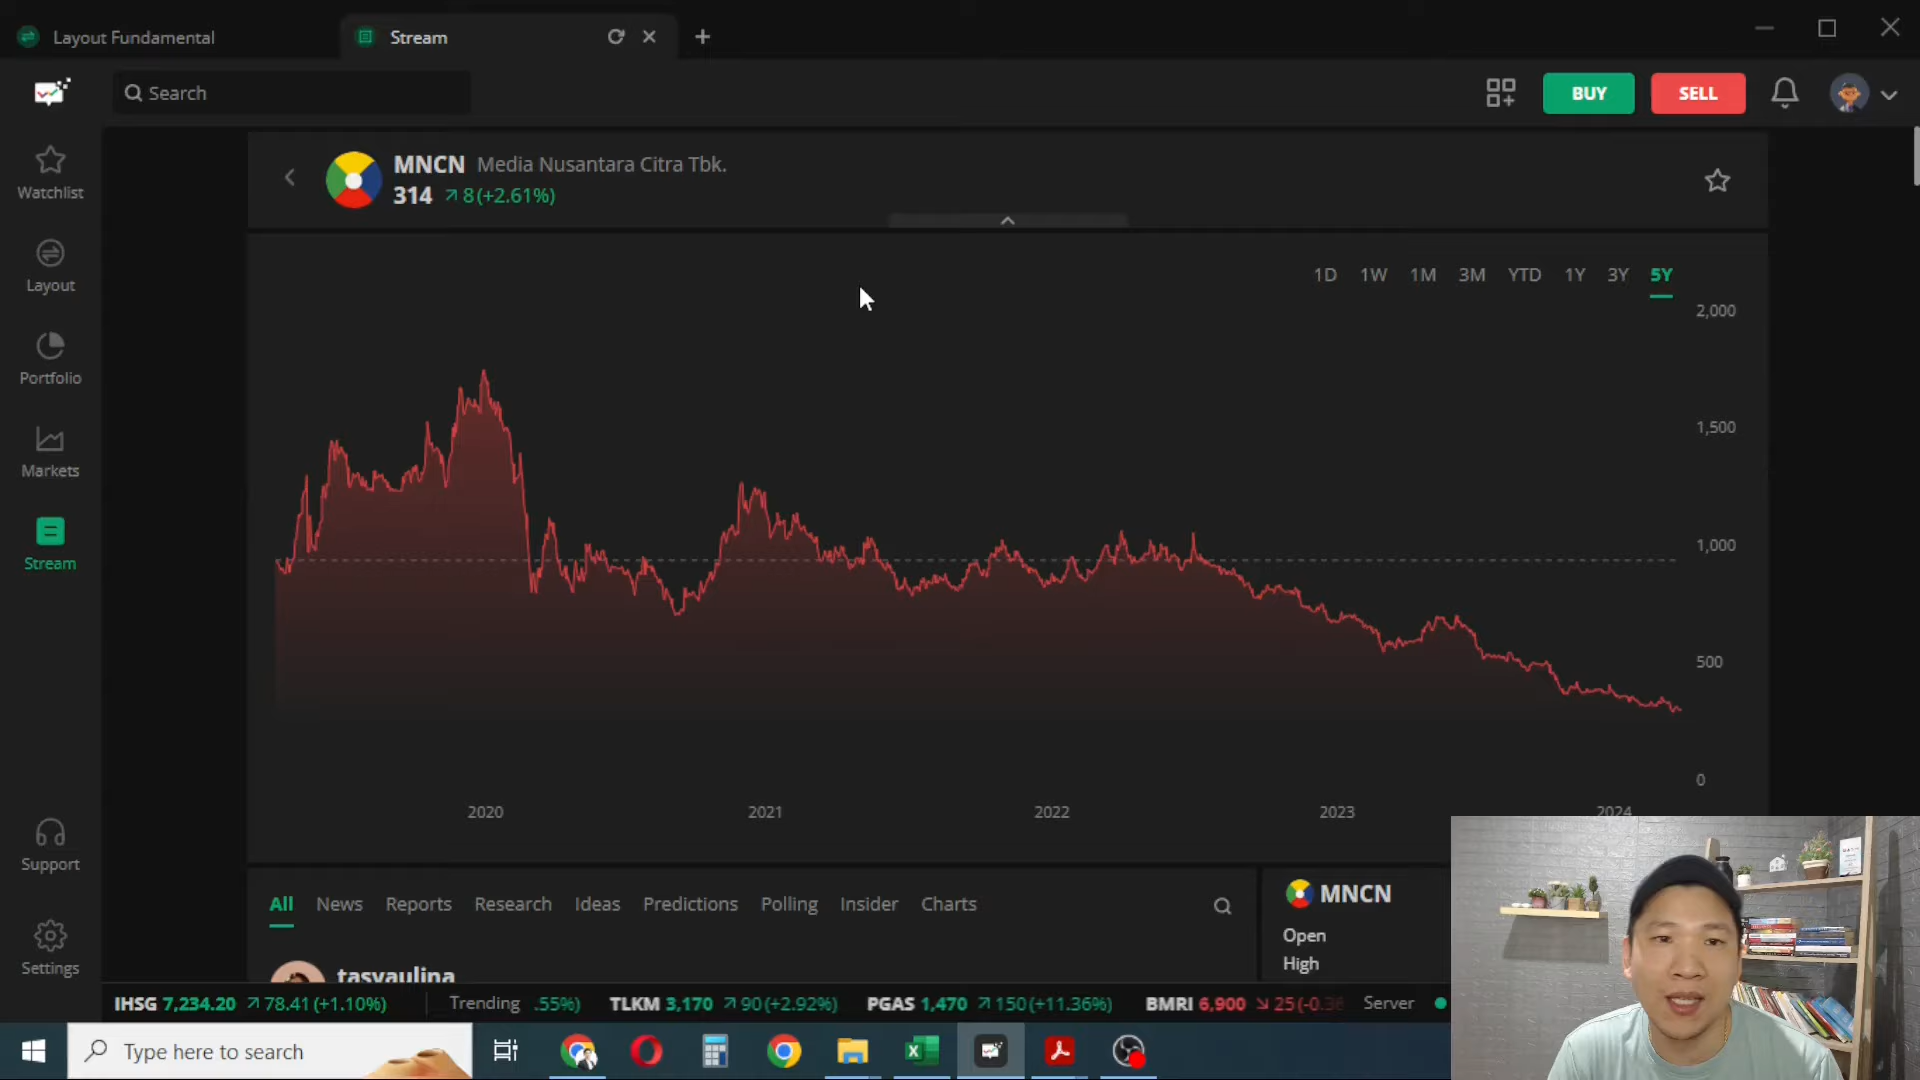 Layout Fundamental
Stream
Search
BUY
SELL
Watchlist
Layout
Portfolio
Markets
Stream
Support
Settings
MNCN Media Nusantara Citra Tbk.
314 8 (+2.61%)
1D 1W 1M 3M YTD 1Y 3Y 5Y
2,000
1,500
1,000
500
0
2020 2021 2022 2023 2024
All News Reports Research Ideas Predictions Polling Insider Charts
MNCN
Open
High
tasyaulina
IHSG 7,234.20 78.41 (+1.10%) Trending .55%) TLKM 3,170 90 (+2.92%) PGAS 1,470 150 (+11.36%) BMRI 6,900 25 (-0.36 Server
Type here to search